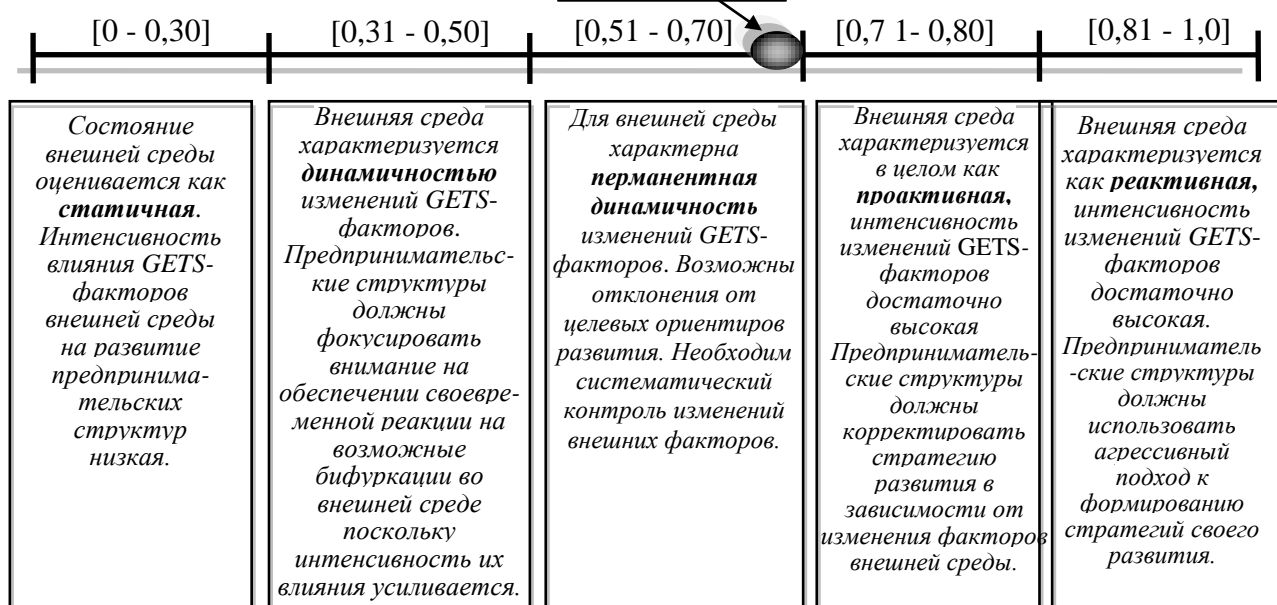 [0 - 0,30]
[0,31 - 0,50]
[0,51 - 0,70]
[0,7 1- 0,80]
[0,81 - 1,0]
Состояние
внешней среды
оценивается как
статичная.
Интенсивность
влияния GETS-
факторов
внешней среды
на развитие
предпринима-
тельских
структур
низкая.
Внешняя среда
характеризуется
динамичностью
изменений GETS-
факторов.
Предпринимательс-
кие структуры
должны
фокусировать
внимание на
обеспечении своевре-
менной реакции на
возможные
бифуркации во
внешней среде
поскольку
интенсивность их
влияния усиливается.
Для внешней среды
характерна
перманентная
динамичность
изменений GETS-
факторов. Возможны
отклонения от
целевых ориентиров
развития. Необходим
систематический
контроль изменений
внешних факторов.
Внешняя среда
характеризуется
в целом как
проактивная,
интенсивность
изменений GETS-
факторов
достаточно
высокая
Предприниматель-
ские структуры
должны
корректировать
стратегию
развития в
зависимости от
изменения факторов
внешней среды.
Внешняя среда
характеризуется
как реактивная,
интенсивность
изменений GETS-
факторов
достаточно
высокая.
Предприниматель
-ские структуры
должны
использовать
агрессивный
подход к
формированию
стратегий своего
развития.